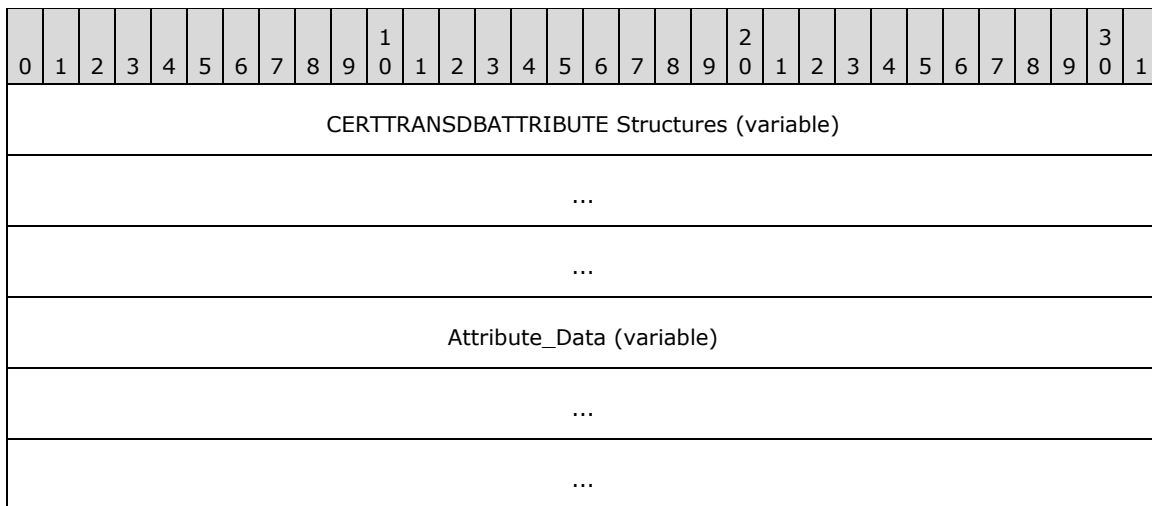 1 2 3
0 1 2 3 4 5 6 7 8 9 0 1 2 3 4 5 6 7 8 9 0 1 2 3 4 5 6 7 8 9 0 1
CERTTRANSDBATTRIBUTE Structures (variable)
...
...
Attribute_Data (variable)
...
...